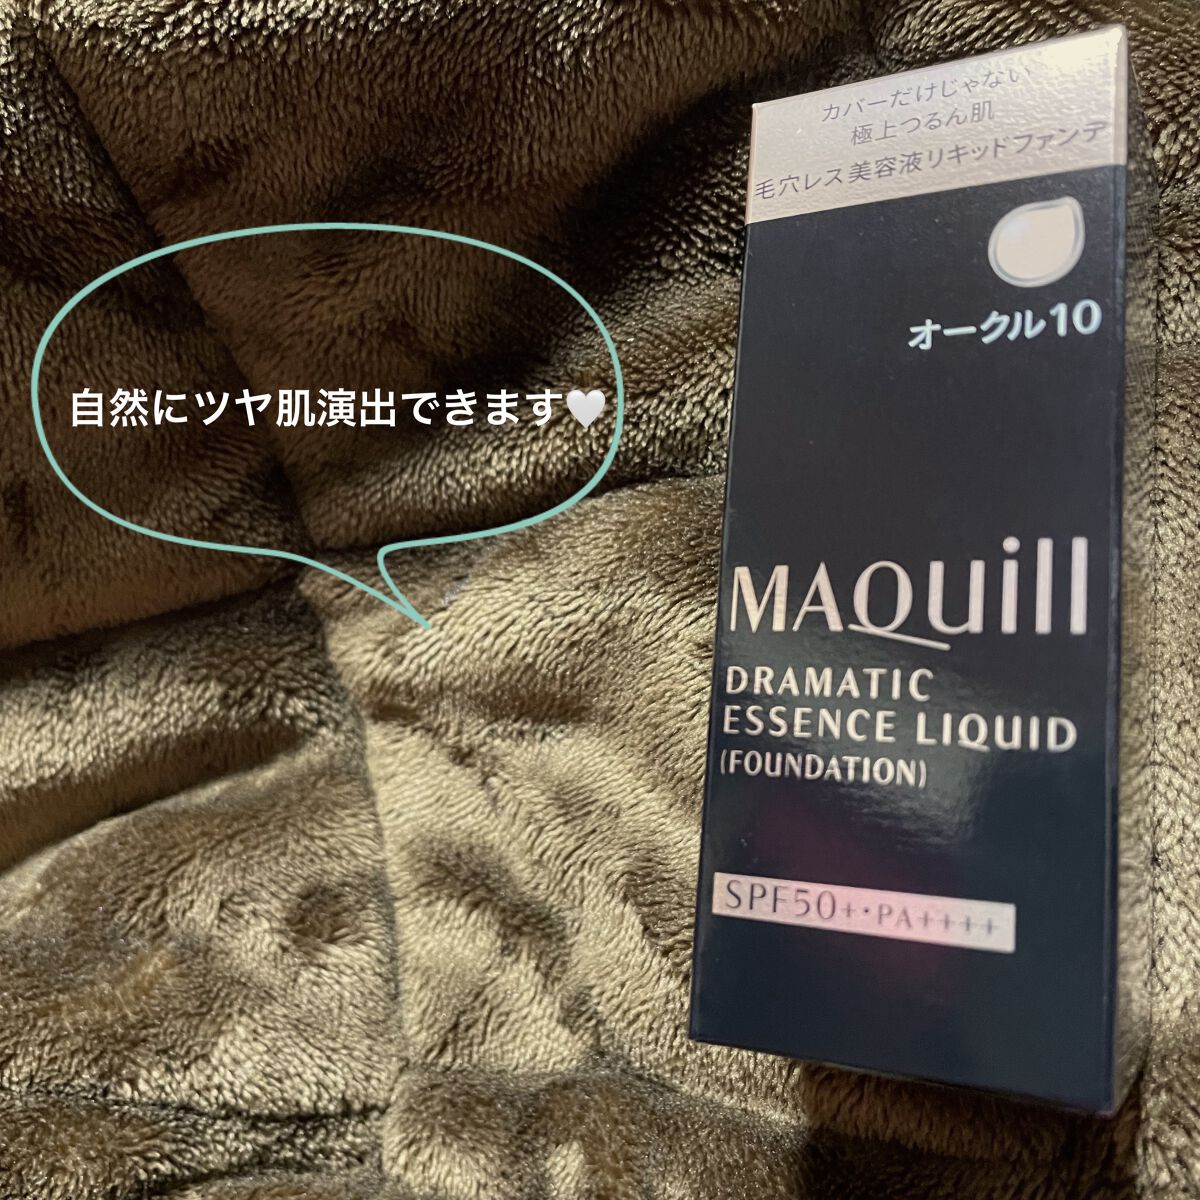 自然にツヤ肌演出できます🤍
カバーだけじゃない
極上つるん肌
毛穴レス美容液リキッドファンデ
オークル10
MAQuill
DRAMATIC
ESSENCE LIQUID
(FOUNDATION)
SPF50+・PA++++